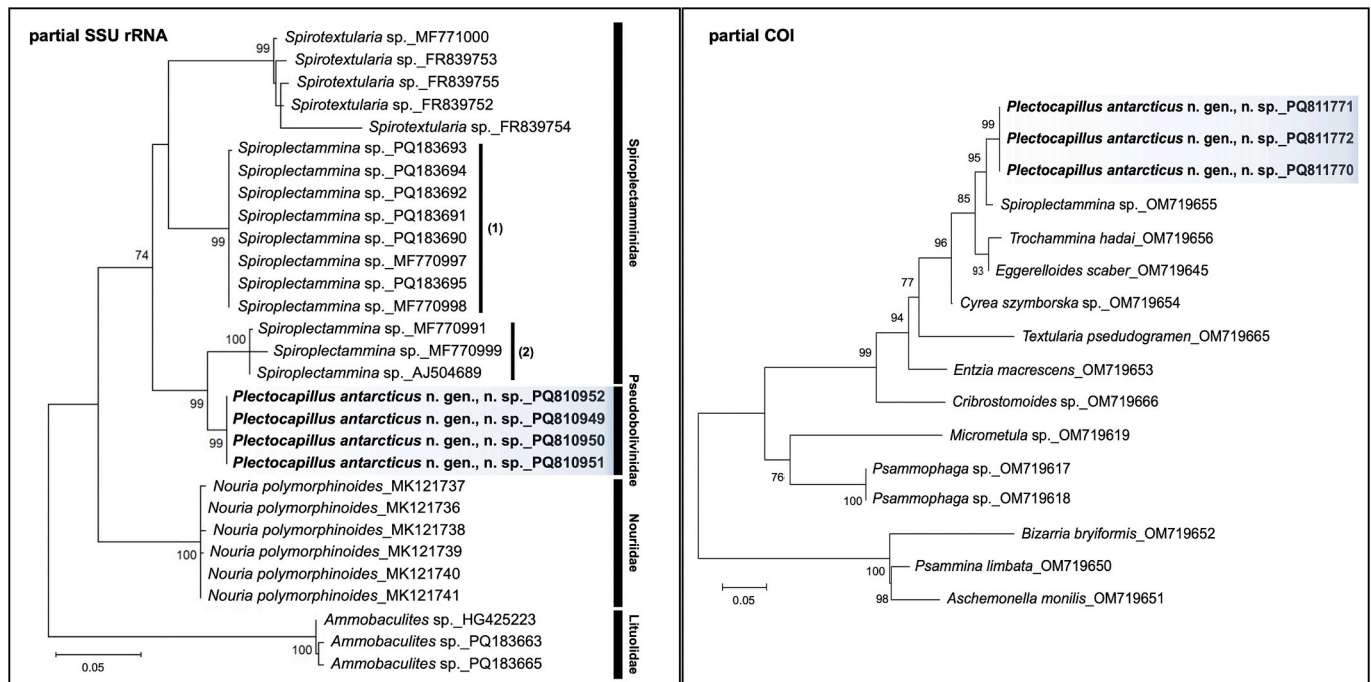 partial SSU rRNA
Spirotextularia sp._MF771000
99
Spirotextularia sp._FR839753
Spirotextularia sp._FR839755
Spirotextularia sp._FR839752
Spirotextularia sp._FR839754
Spiroplectammina sp._PQ183693
Spiroplectammina sp._PQ183694
Spiroplectammina sp._PQ183692
Spiroplectammina sp._PQ183691
(1)
Spiroplectammina sp._PQ183690
99
Spiroplectammina sp._MF770997
74
Spiroplectammina sp._PQ183695
Spiroplectammina sp._MF770998
Spiroplectammina sp._MF770991
100
Spiroplectammina sp._MF770999
(2)
Spiroplectammina sp._AJ504689
Plectocapillus antarcticus n. gen., n. sp._PQ810952
99
Plectocapillus antarcticus n. gen., n. sp._PQ810949
Plectocapillus antarcticus n. gen., n. sp._PQ810950
99
Plectocapillus antarcticus n. gen., n. sp._PQ810951
Nouria polymorphinoides_MK121737
Nouria polymorphinoides_MK121736
Nouria polymorphinoides_MK121738
Nouria polymorphinoides_MK121739
100
Nouria polymorphinoides_MK121740
Nouria polymorphinoides_MK121741
Ammobaculites sp._HG425223
Ammobaculites sp._PQ183663
100
Ammobaculites sp._PQ183665
0.05
Spiroplectamminidae
Pseudobolivinidae
Nouriidae
Lituolidae
partial COI
Plectocapillus antarcticus n. gen., n. sp._PQ811771
99
Plectocapillus antarcticus n. gen., n. sp._PQ811772
95
Plectocapillus antarcticus n. gen., n. sp._PQ811770
85
Spiroplectammina sp._OM719655
96
Trochammina hadai_OM719656
93
Eggerelloides scaber_OM719645
77
Cyrea szymborska sp._OM719654
94
Textularia psedudogramen_OM719665
99
Entzia macrescens_OM719653
Cribrostomoides sp._OM719666
Micrometula sp._OM719619
76
Psammophaga sp._OM719617
100
Psammophaga sp._OM719618
Bizarria bryiformis_OM719652
100
Psammina limbata_OM719650
98
Aschemonella monilis_OM719651
0.05